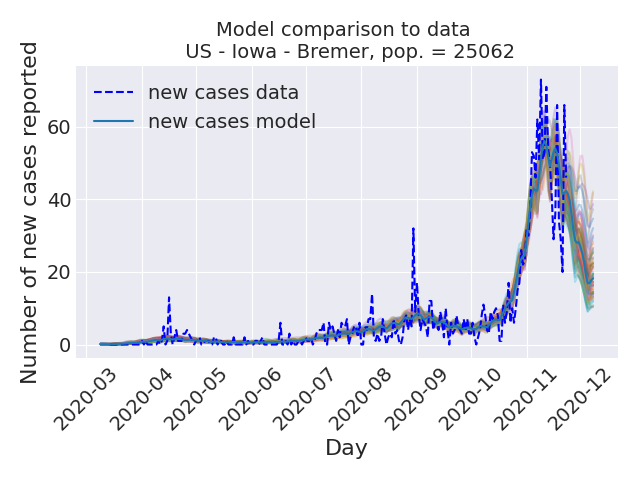 Model comparison to data
US - Iowa - Bremer, pop. = 25062
Number of new cases reported
60
40
20
0
new cases data
new cases model
2020-03
2020-04
2020-05
2020-06
2020-07
2020-08
2020-09
2020-10
2020-11
2020-12
Day